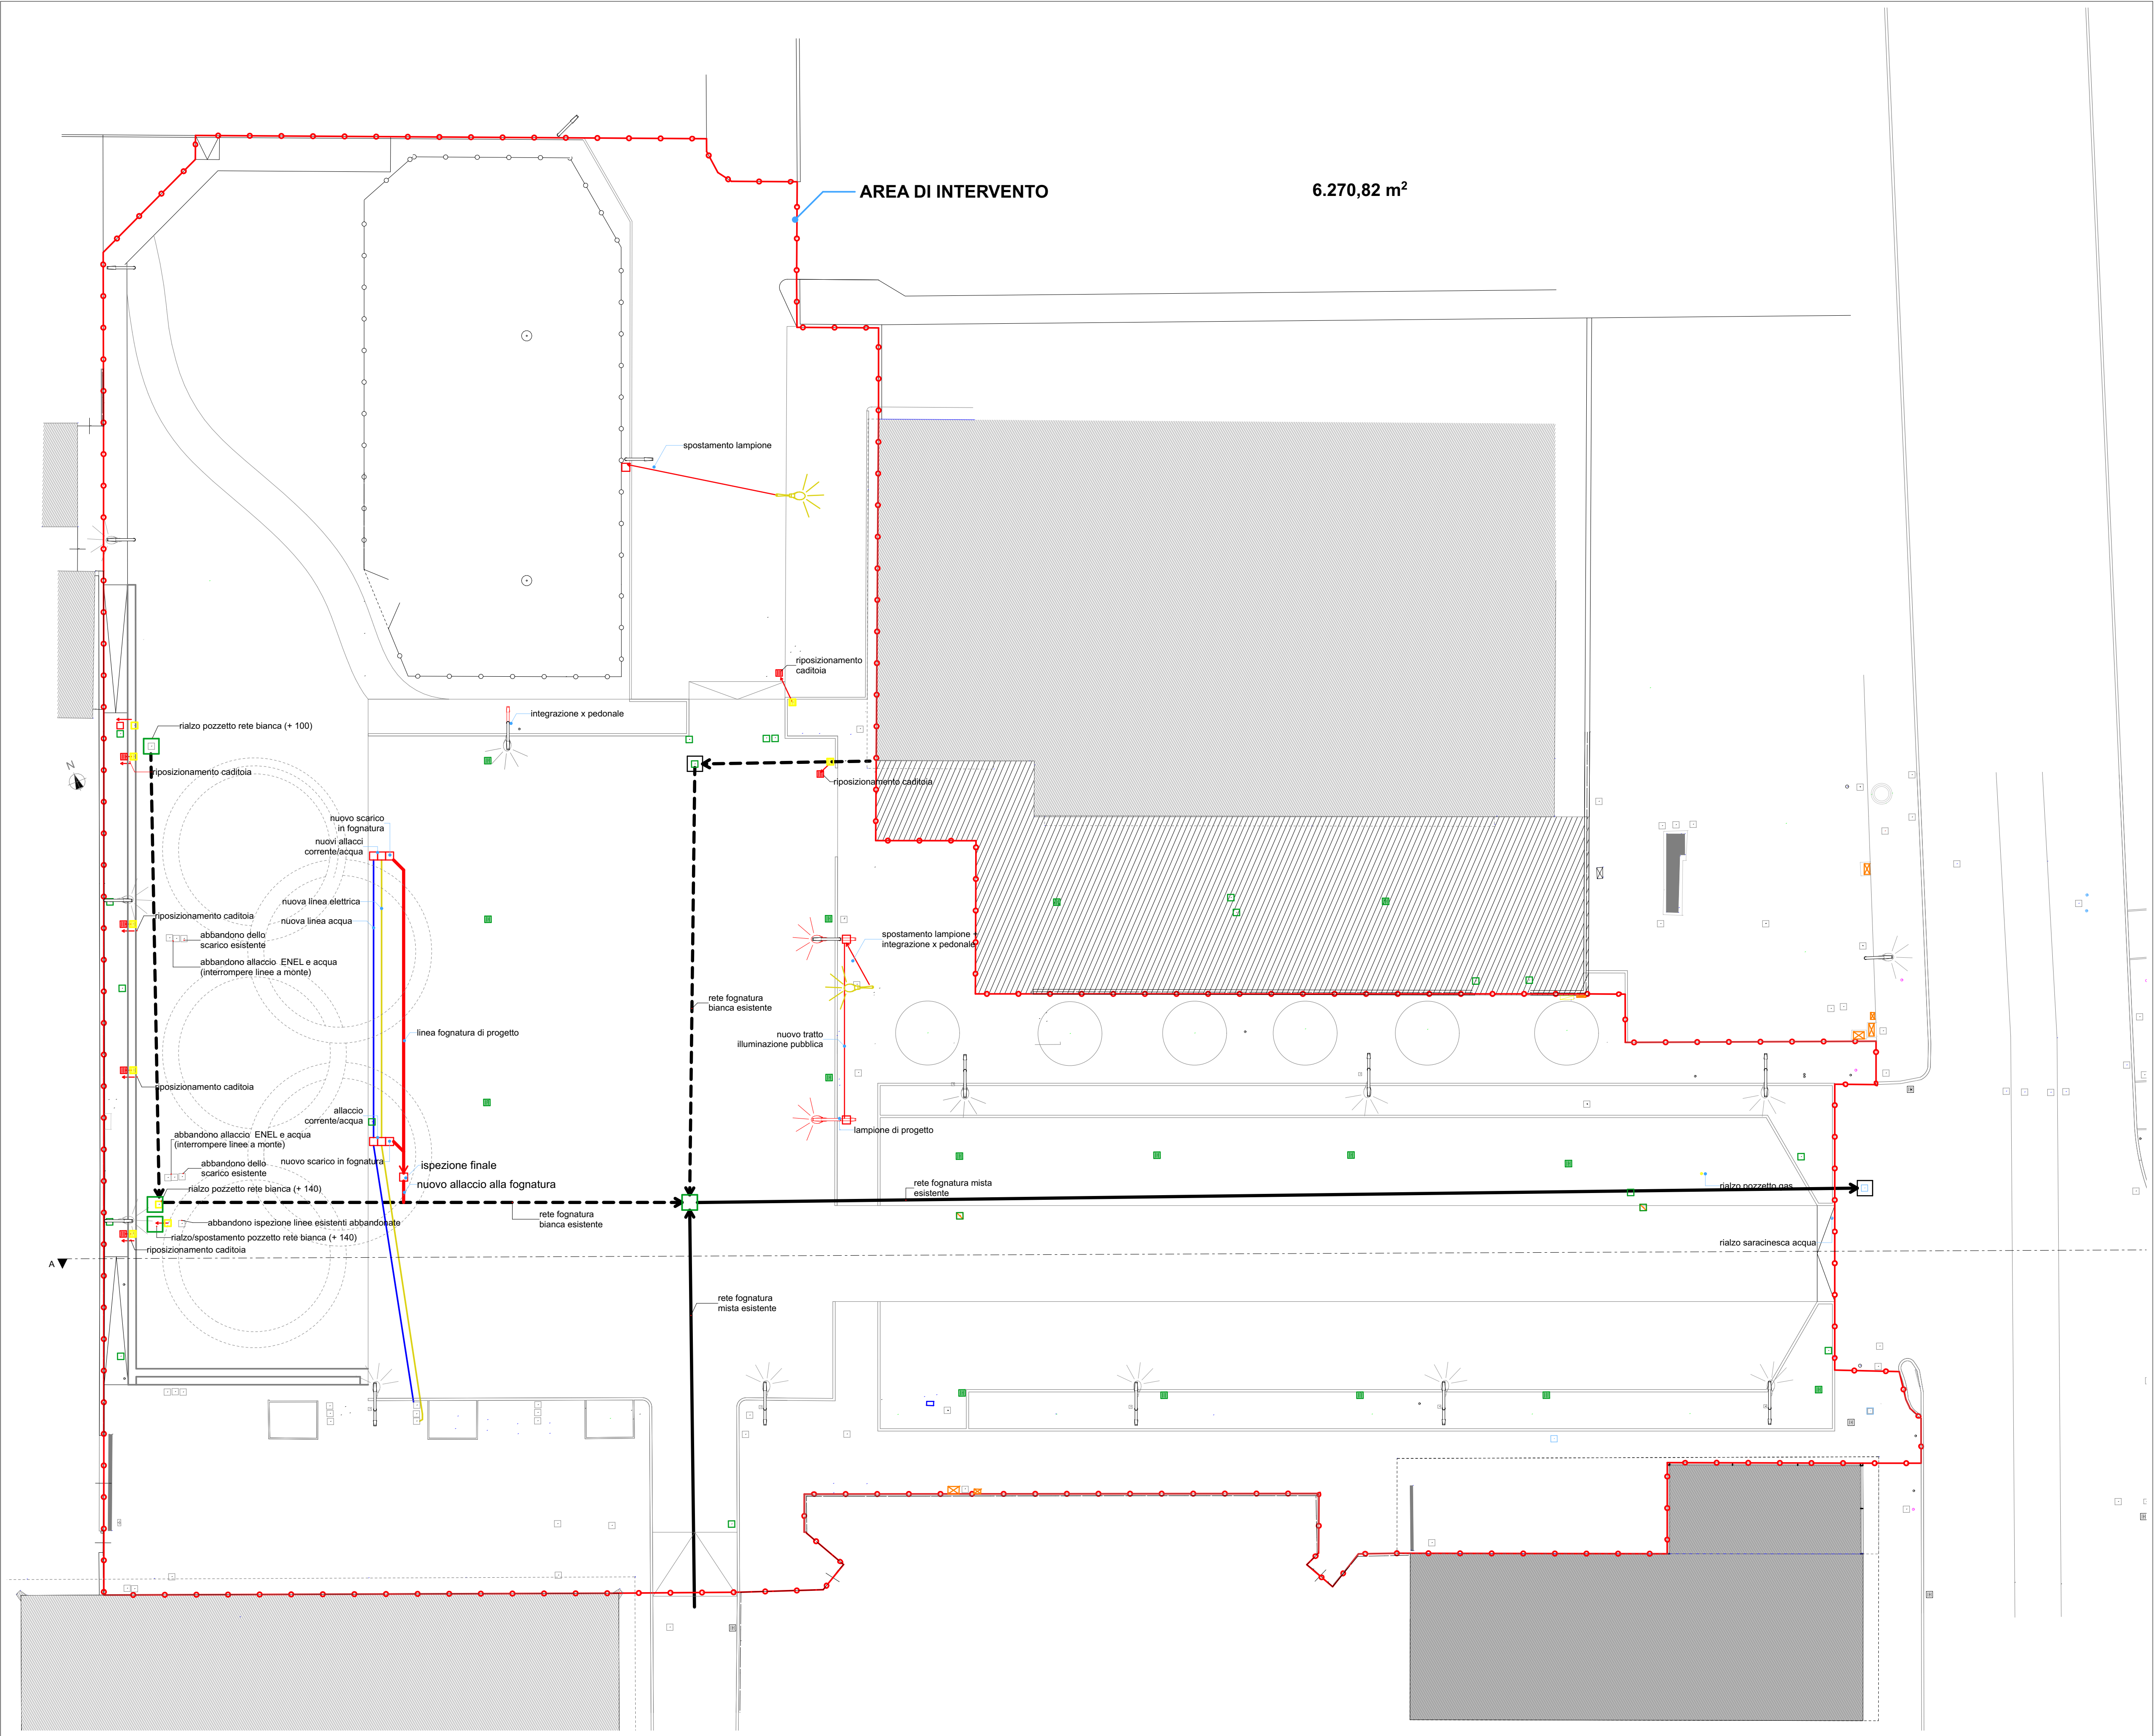 AREA DI INTERVENTO
6.270,82 m²
spostamento lampione
riposizionamento
caditoia
integrazione x pedonale
rialzo pozzetto rete bianca (+ 100)
N
riposizionamento caditoia
riposizionamento caditoia
nuovo scarico
in fognatura
nuovi allacci
corrente/acqua
nuova linea elettrica
nuova linea acqua
riposizionamento caditoia
abbandono dello
scarico esistente
abbandono allaccio ENEL e acqua
(interrompere linee a monte)
spostamento lampione +
integrazione x pedonale
rete fognatura
bianca esistente
linea fognatura di progetto
nuovo tratto
illuminazione pubblica
riposizionamento caditoia
allaccio
corrente/acqua
lampione di progetto
abbandono allaccio ENEL e acqua
(interrompere linee a monte)
abbandono dello
scarico esistente
nuovo scarico in fognatura
ispezione finale
nuovo allaccio alla fognatura
rialzo pozzetto rete bianca (+ 140)
rete fognatura mista
esistente
rialzo pozzetto gas
rete fognatura
bianca esistente
abbandono ispezione linee esistenti abbandonate
rialzo/spostamento pozzetto rete bianca (+ 140)
riposizionamento caditoia
rialzo saracinesca acqua
A
rete fognatura
mista esistente